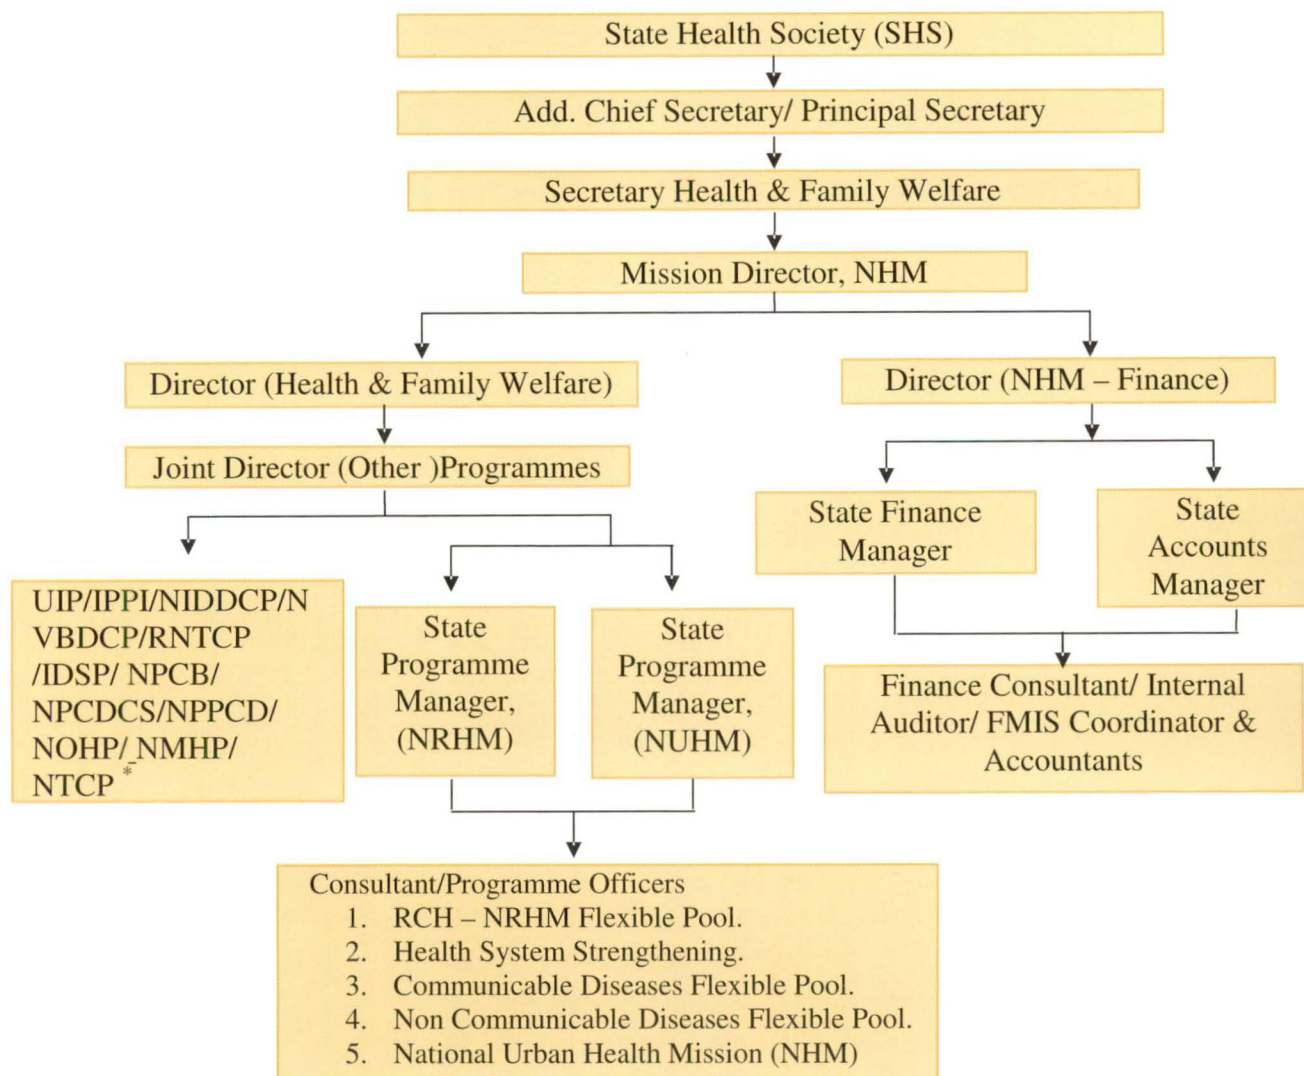 State Health Society (SHS)
Add. Chief Secretary/ Principal Secretary
Secretary Health & Family Welfare
Mission Director, NHM
Director (Health & Family Welfare)
Director (NHM – Finance)
Joint Director (Other )Programmes
State Finance
Manager
State
Accounts
Manager
UIP/IPPI/NIDDCP/N
VBDCP/RNTCP
/IDSP/ NPCB/
NPCDCS/NPPCD/
NOHP/_NMHP/
NTCP *
State
Programme
Manager,
(NRHM)
State
Programme
Manager,
(NUHM)
Finance Consultant/ Internal
Auditor/ FMIS Coordinator &
Accountants
Consultant/Programme Officers
1. RCH – NRHM Flexible Pool.
2. Health System Strengthening.
3. Communicable Diseases Flexible Pool.
4. Non Communicable Diseases Flexible Pool.
5. National Urban Health Mission (NHM)